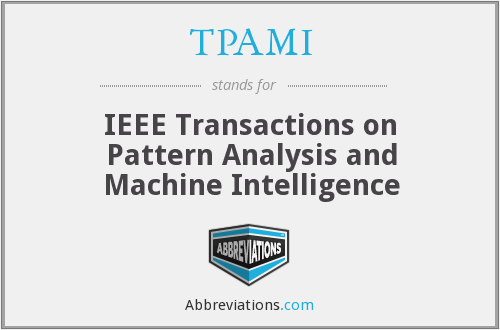 TPAMI
stands for
IEEE Transactions on
Pattern Analysis and
Machine Intelligence
ABBREVIATIONS
Abbreviations.com